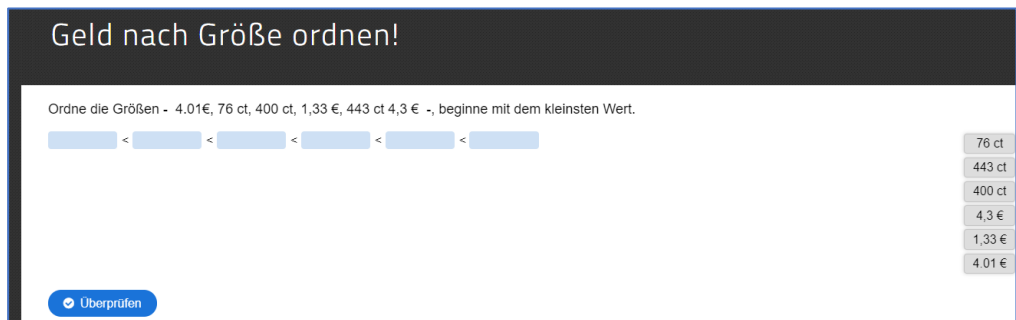 Geld nach Größe ordnen!
Ordne die Größen - 4.01€, 76 ct, 400 ct, 1,33 €, 443 ct 4,3 € -, beginne mit dem kleinsten Wert.
< < < < <
76 ct
443 ct
400 ct
4,3 €
1,33 €
4.01 €
Überprüfen